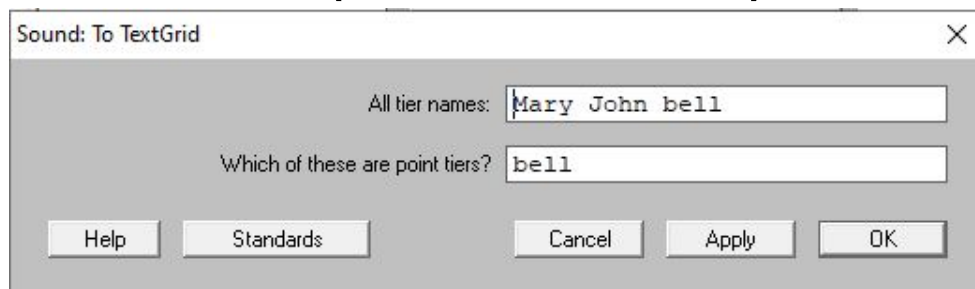 Sound: To TextGrid
All tier names: Mary John bell
Which of these are point tiers? bell
Help Standards Cancel Apply OK